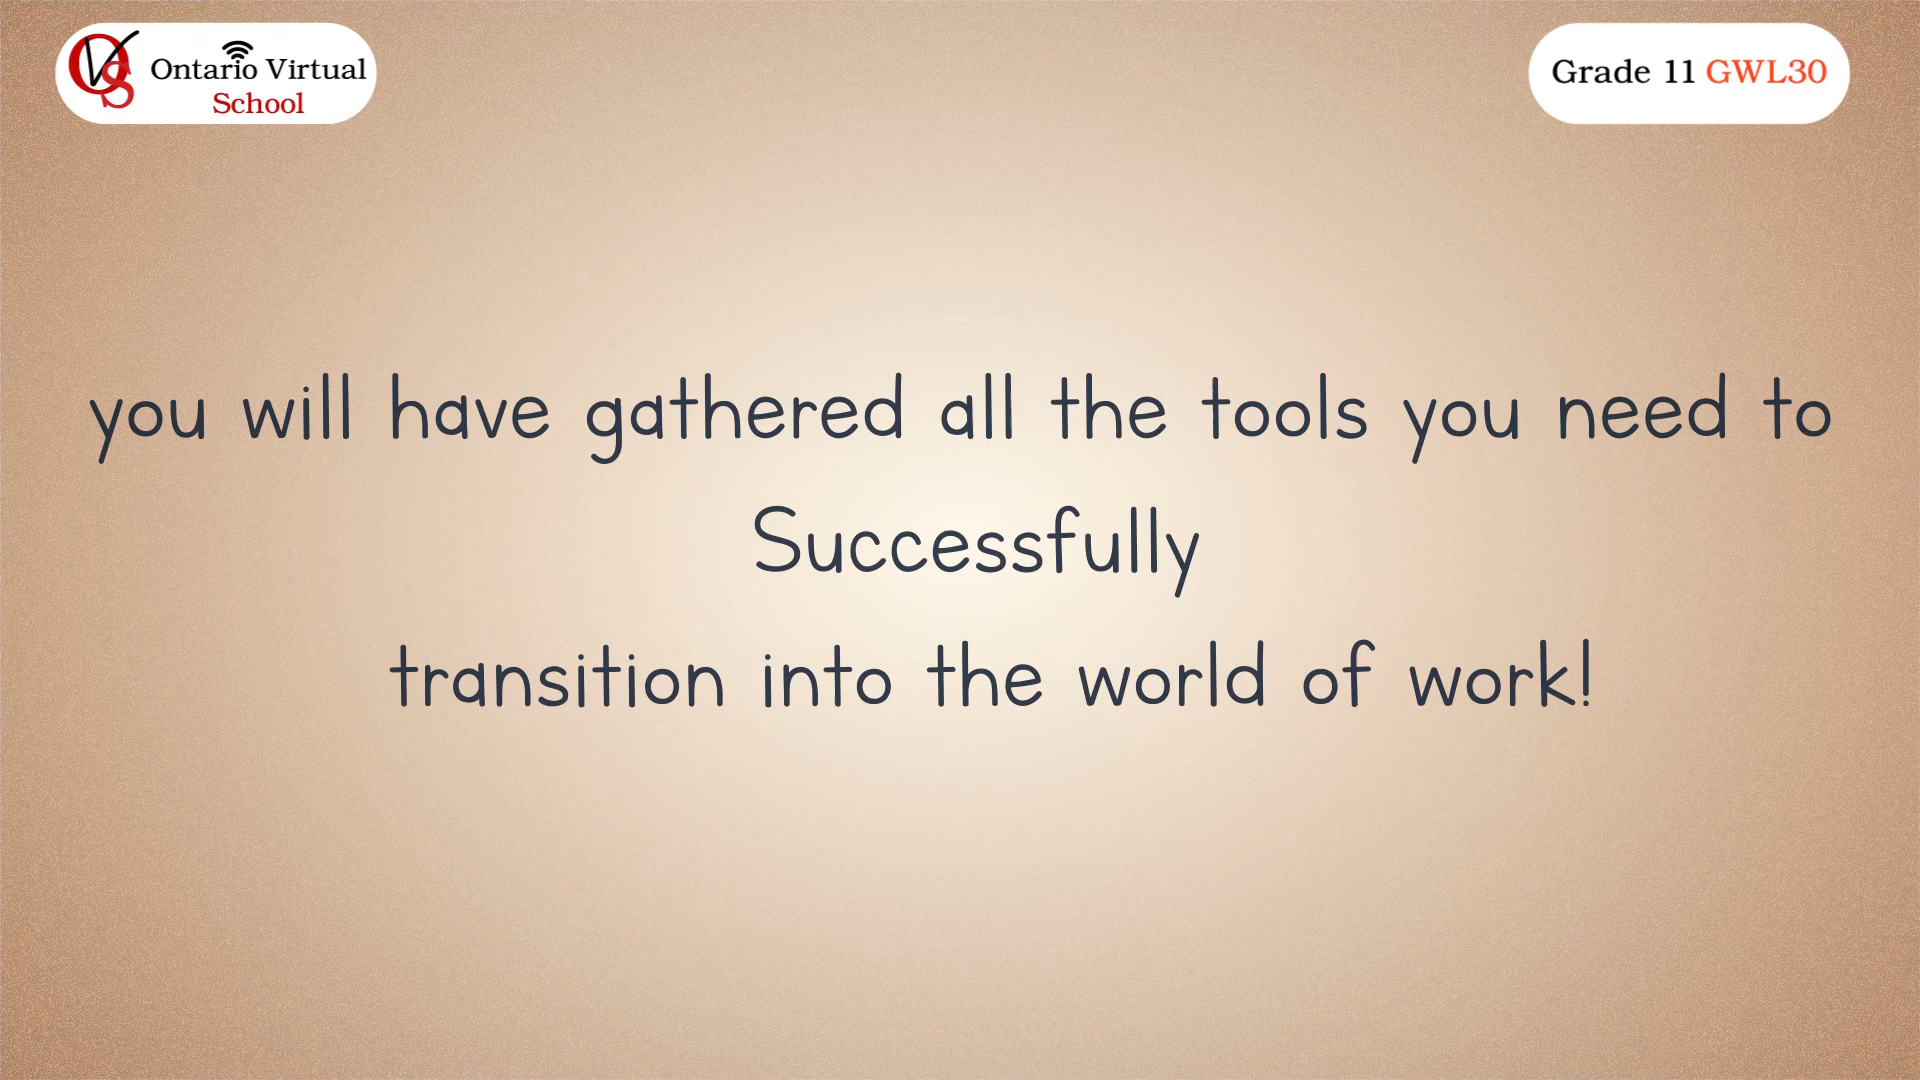 Ontario Virtual
School
Grade 11 GWL30
you will have gathered all the tools you need to
Successfully
transition into the world of work!